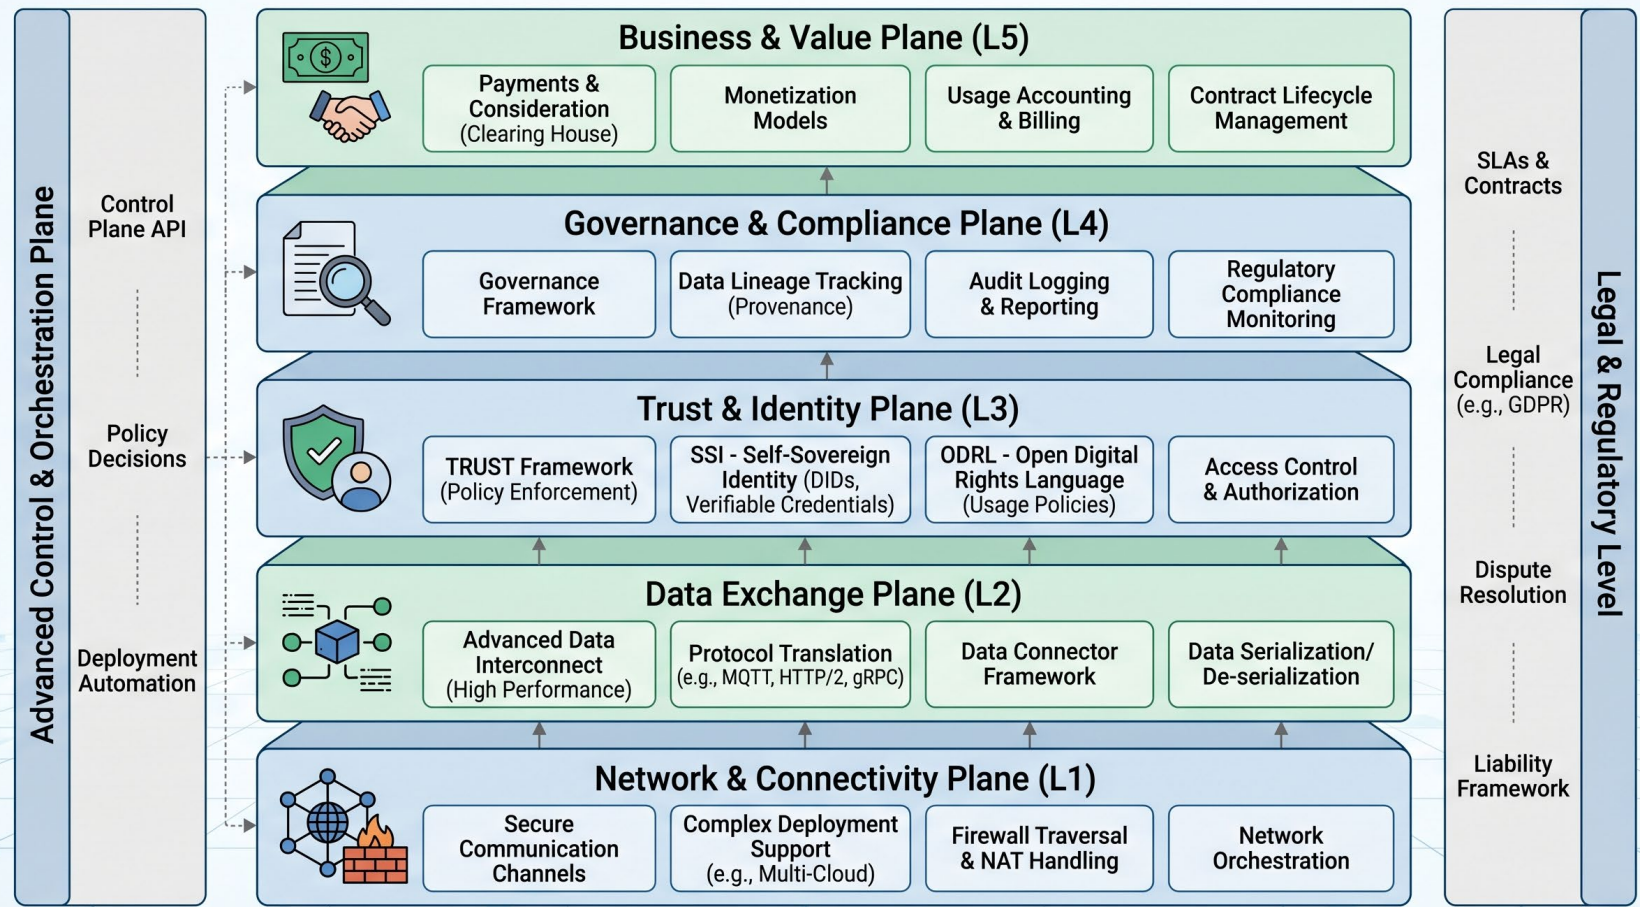 Advanced Control & Orchestration Plane
Control
Plane API
Policy
Decisions
Deployment
Automation
Business & Value Plane (L5)
Payments &
Consideration
(Clearing House)
Monetization
Models
Usage Accounting
& Billing
Contract Lifecycle
Management
Governance & Compliance Plane (L4)
Governance
Framework
Data Lineage Tracking
(Provenance)
Audit Logging
& Reporting
Regulatory
Compliance
Monitoring
Trust & Identity Plane (L3)
TRUST Framework
(Policy Enforcement)
SSI - Self-Sovereign
Identity (DIDs,
Verifiable Credentials)
ODRL - Open Digital
Rights Language
(Usage Policies)
Access Control
& Authorization
Data Exchange Plane (L2)
Advanced Data
Interconnect
(High Performance)
Protocol Translation
(e.g., MQTT, HTTP/2, gRPC)
Data Connector
Framework
Data Serialization/
De-serialization
Network & Connectivity Plane (L1)
Secure
Communication
Channels
Complex Deployment
Support
(e.g., Multi-Cloud)
Firewall Traversal
& NAT Handling
Network
Orchestration
SLAs &
Contracts
Legal
Compliance
(e.g., GDPR)
Dispute
Resolution
Liability
Framework
Legal & Regulatory Level
$